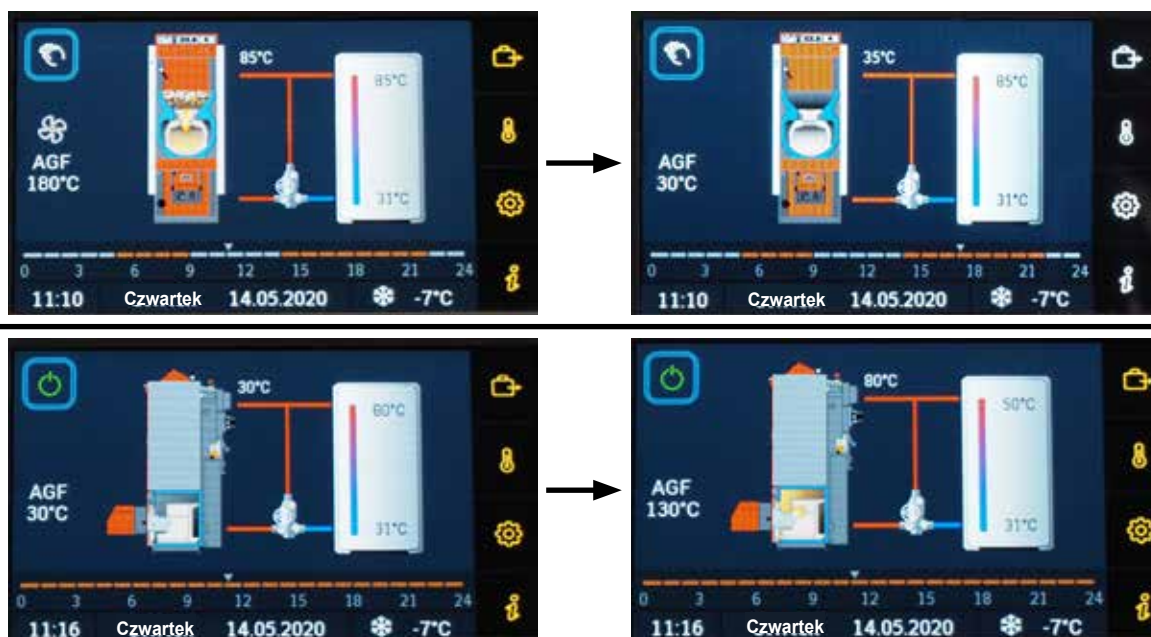 85°C
85°C
AGF
180°C
31°C
0 3 6 9 12 15 18 21 24
11:10 Czwartek 14.05.2020 -7°C
35°C
85°C
AGF
30°C
31°C
0 3 6 9 12 15 18 21 24
11:10 Czwartek 14.05.2020 -7°C
30°C
60°C
AGF
30°C
31°C
0 3 6 9 12 15 18 21 24
11:16 Czwartek 14.05.2020 -7°C
80°C
50°C
AGF
130°C
31°C
0 3 6 9 12 15 18 21 24
11:16 Czwartek 14.05.2020 -7°C